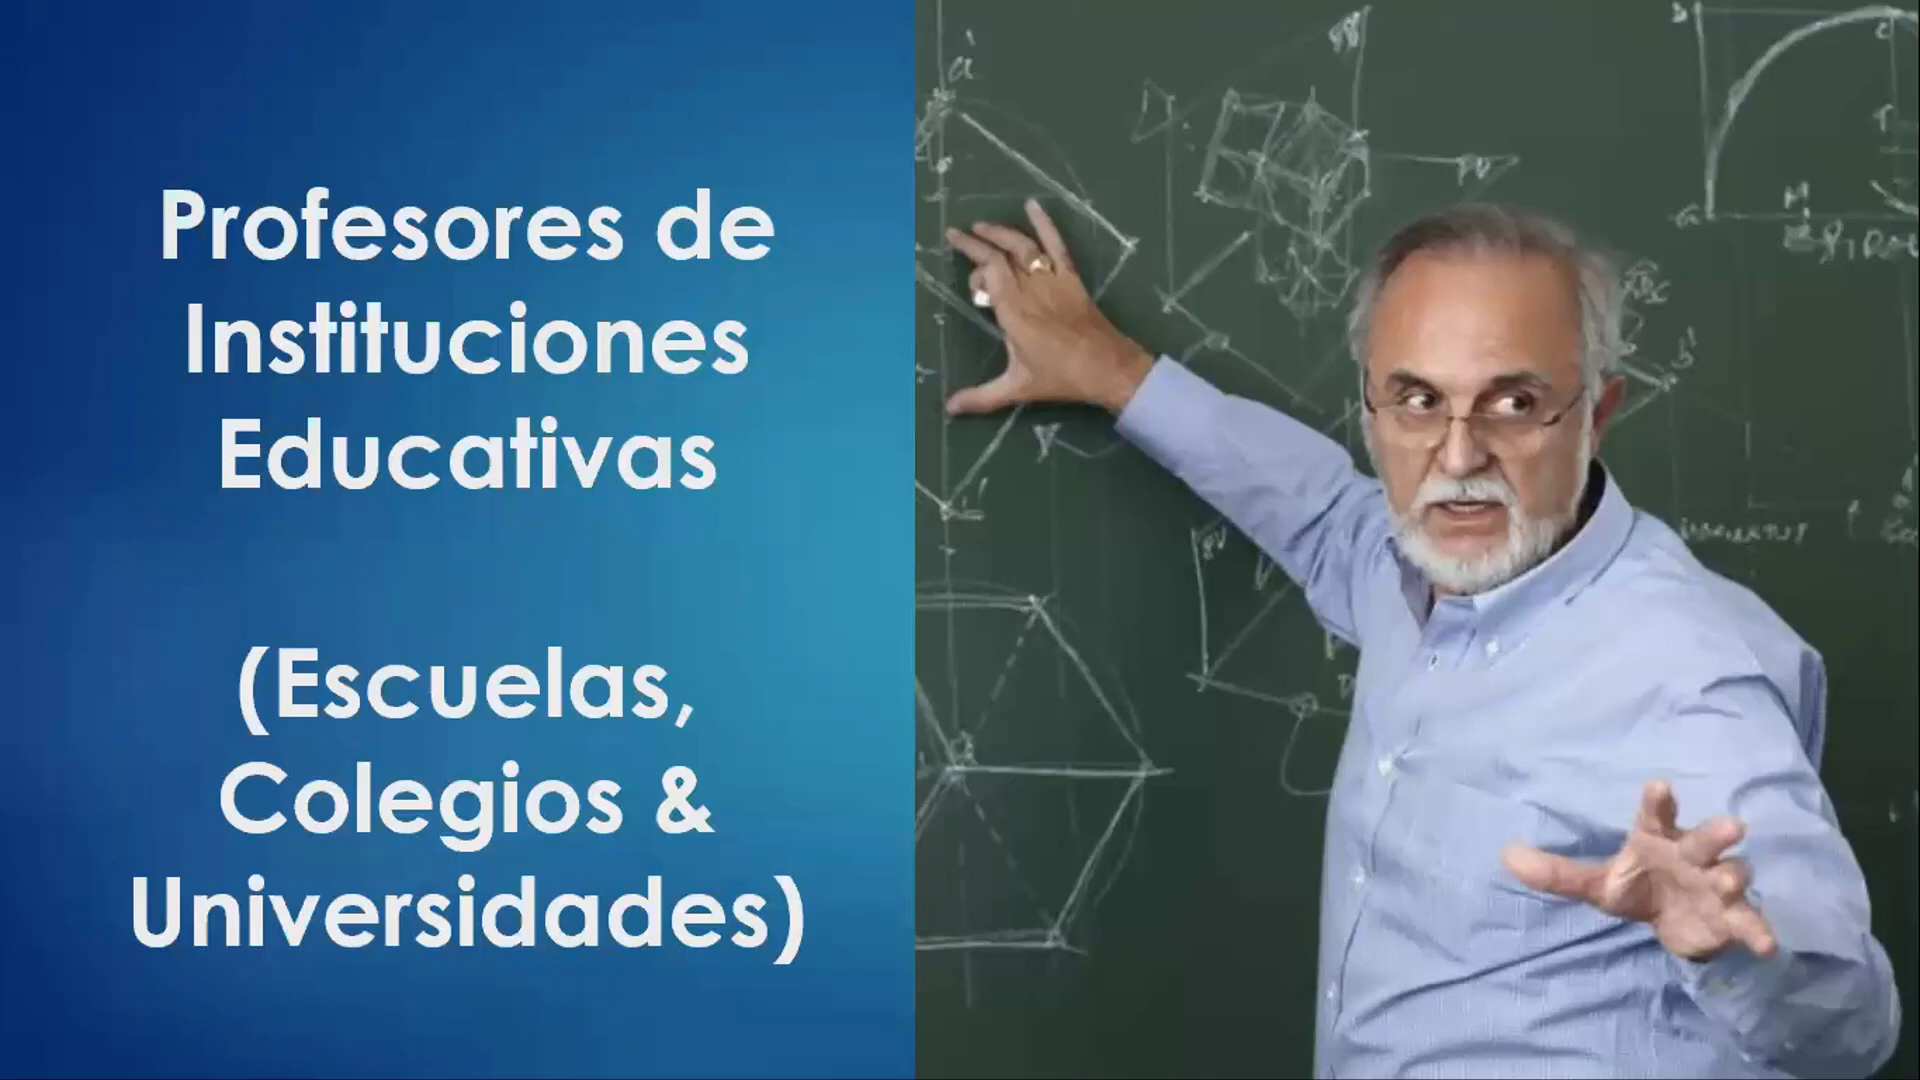 Profesores de
Instituciones
Educativas
(Escuelas,
Colegios &
Universidades)